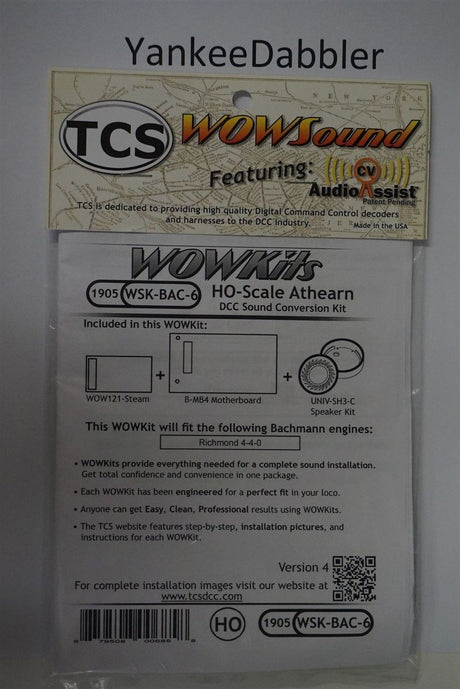 YankeeDabbler
TCS WOWSound
Featuring: CV
AudioAssist
Patent Pending
TCS is dedicated to providing high quality Digital Command Control decoders
and harnesses to the DCC industry.
Made in the USA
WOWKits
1905 WSK-BAC-6 HO-Scale Athearn
DCC Sound Conversion Kit
Included in this WOWKit:
+ +
WOW121-Steam B-MB4 Motherboard UNIV-SH3-C
Speaker Kit
This WOWKit will fit the following Bachmann engines:
Richmond 4-4-0
• WOWKits provide everything needed for a complete sound installation.
Get total confidence and convenience in one package.
• Each WOWKit has been engineered for a perfect fit in your loco.
• Anyone can get Easy, Clean, Professional results using WOWKits.
• The TCS website features step-by-step, installation pictures, and
instructions for each WOWKit.
Version 4
For complete installation images visit our website at
www.tcsdcc.com
HO 1905 WSK-BAC-6